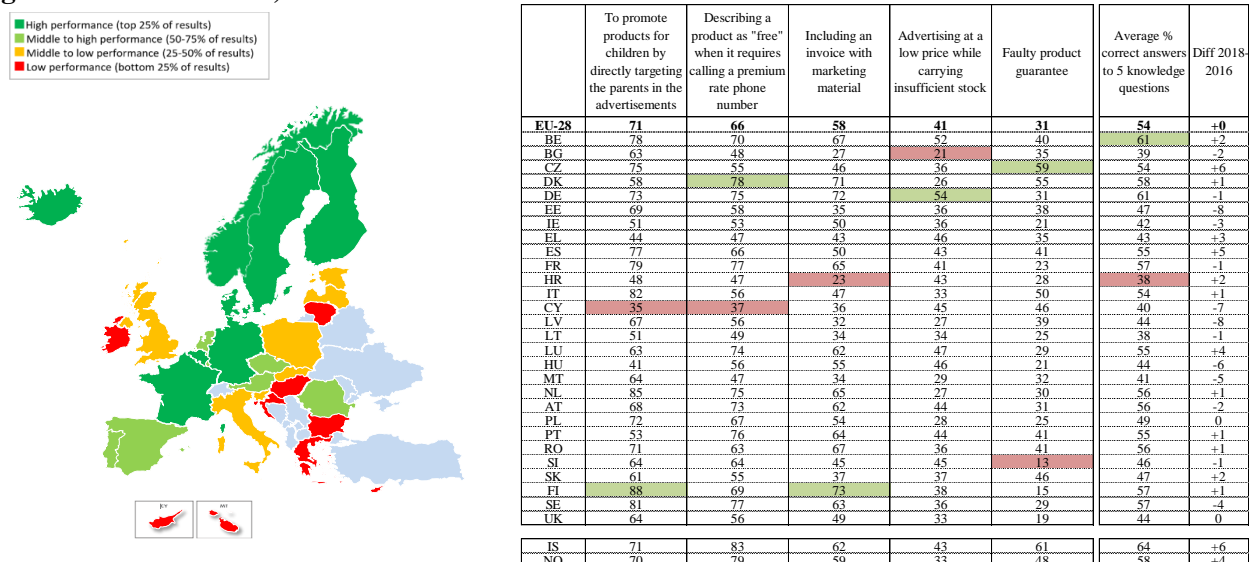 High performance (top 25% of results)
Middle to high performance (50-75% of results)
Middle to low performance (25-50% of results)
Low performance (bottom 25% of results)
CY
MT
To promote products for children by directly targeting the parents in the advertisements
Describing a product as "free" when it requires calling a premium rate phone number
Including an invoice with marketing material
Advertising at a low price while carrying insufficient stock
Faulty product guarantee
Average % correct answers to 5 knowledge questions
Diff 2018-2016
EU-28 71 66 58 41 31 54 +0
BE 78 70 67 52 40 61 +2
BG 63 48 27 21 35 39 -2
CZ 75 55 46 36 59 54 +6
DK 58 78 71 26 55 58 +1
DE 73 75 72 54 31 61 -1
EE 69 58 35 36 38 47 -8
IE 51 53 50 36 21 42 -3
EL 44 47 43 46 35 43 +3
ES 77 66 50 43 41 55 +5
FR 79 77 65 41 23 57 -1
HR 48 47 23 43 28 38 +2
IT 82 56 47 33 50 54 +1
CY 35 37 36 45 46 40 -7
LV 67 56 32 27 39 44 -8
LT 51 49 34 34 25 38 -1
LU 63 74 62 47 29 55 +4
HU 41 56 55 46 21 44 -6
MT 64 47 34 29 32 41 -5
NL 85 75 65 27 30 56 +1
AT 68 73 62 44 31 56 -2
PL 72 67 54 28 25 49 0
PT 53 76 64 44 41 55 +1
RO 71 63 67 36 41 56 +1
SI 64 64 45 45 13 46 -1
SK 61 55 37 37 46 47 +2
FI 88 69 73 38 15 57 +1
SE 81 77 63 36 29 57 -4
UK 64 56 49 33 19 44 0
IS 71 83 62 43 61 64 +6
NO 70 79 59 33 48 58 +4